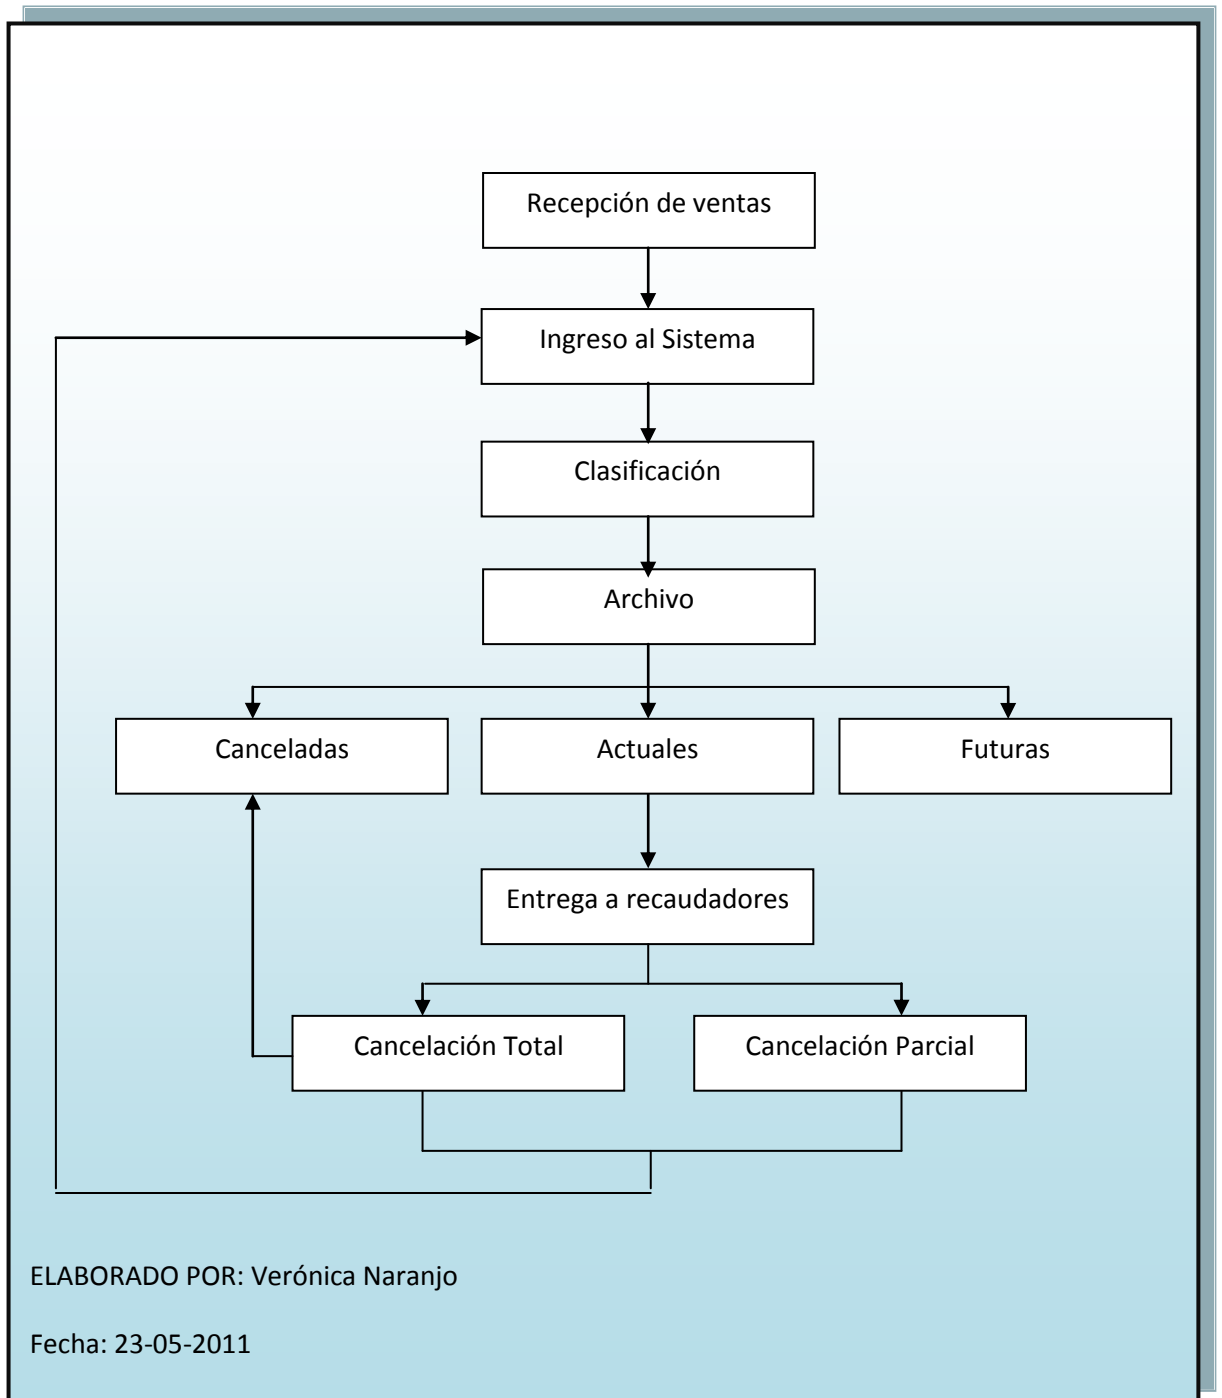 Recepción de ventas
Ingreso al Sistema
Clasificación
Archivo
Canceladas
Actuales
Futuras
Entrega a recaudadores
Cancelación Total
Cancelación Parcial
ELABORADO POR: Verónica Naranjo
Fecha: 23-05-2011